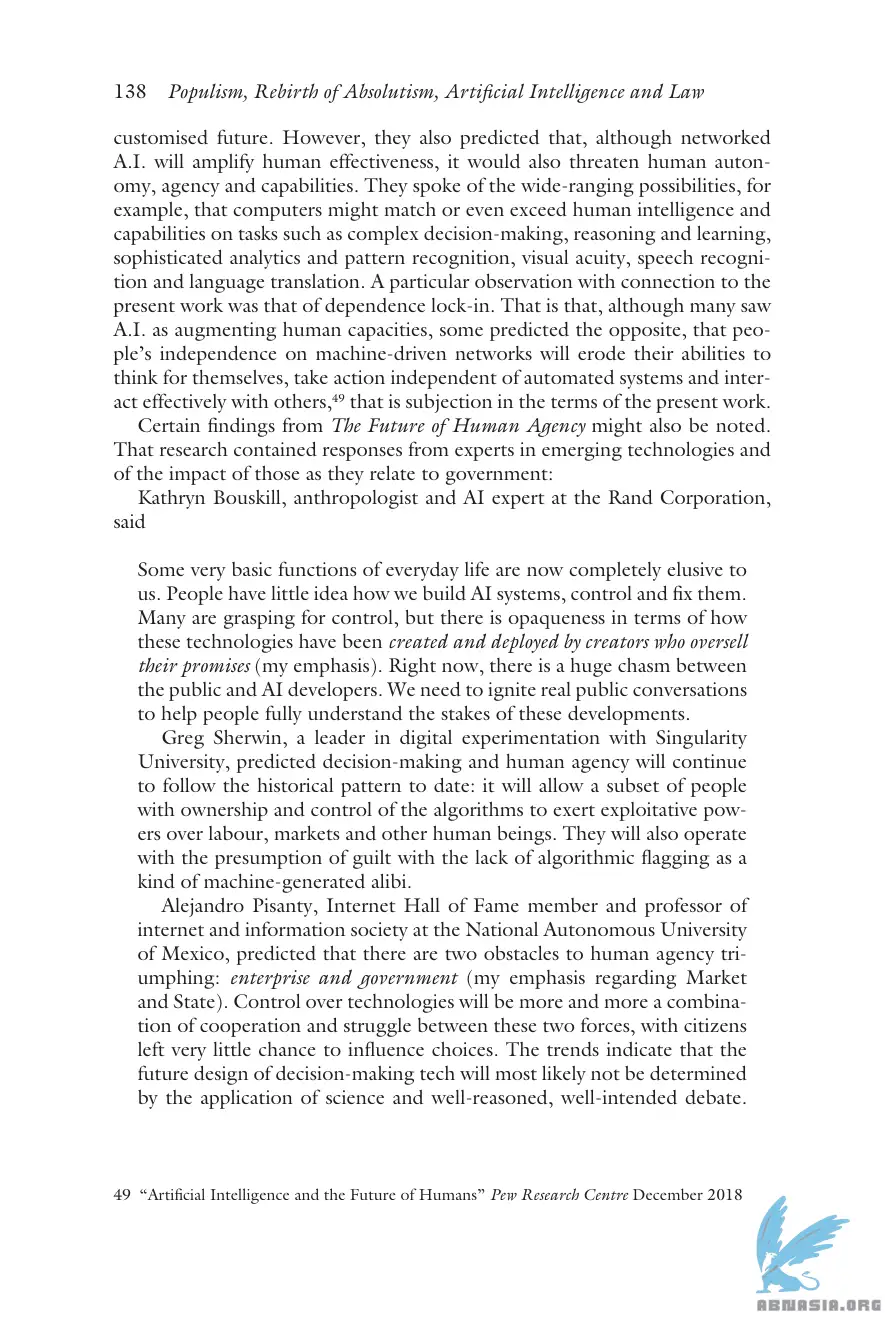 138 Populism, Rebirth of Absolutism, Artificial Intelligence and Law
customised future. However, they also predicted that, although networked
A.I. will amplify human effectiveness, it would also threaten human auton-
omy, agency and capabilities. They spoke of the wide-ranging possibilities, for
example, that computers might match or even exceed human intelligence and
capabilities on tasks such as complex decision-making, reasoning and learning,
sophisticated analytics and pattern recognition, visual acuity, speech recogni-
tion and language translation. A particular observation with connection to the
present work was that of dependence lock-in. That is that, although many saw
A.I. as augmenting human capacities, some predicted the opposite, that peo-
ple's independence on machine-driven networks will erode their abilities to
think for themselves, take action independent of automated systems and inter-
act effectively with others,49 that is subjection in the terms of the present work.
Certain findings from The Future of Human Agency might also be noted.
That research contained responses from experts in emerging technologies and
of the impact of those as they relate to government:
Kathryn Bouskill, anthropologist and AI expert at the Rand Corporation,
said
Some very basic functions of everyday life are now completely elusive to
us. People have little idea how we build AI systems, control and fix them.
Many are grasping for control, but there is opaqueness in terms of how
these technologies have been created and deployed by creators who oversell
their promises (my emphasis). Right now, there is a huge chasm between
the public and AI developers. We need to ignite real public conversations
to help people fully understand the stakes of these developments.
Greg Sherwin, a leader in digital experimentation with Singularity
University, predicted decision-making and human agency will continue
to follow the historical pattern to date: it will allow a subset of people
with ownership and control of the algorithms to exert exploitative pow-
ers over labour, markets and other human beings. They will also operate
with the presumption of guilt with the lack of algorithmic flagging as a
kind of machine-generated alibi.
Alejandro Pisanty, Internet Hall of Fame member and professor of
internet and information society at the National Autonomous University
of Mexico, predicted that there are two obstacles to human agency tri-
umphing: enterprise and government (my emphasis regarding Market
and State). Control over technologies will be more and more a combina-
tion of cooperation and struggle between these two forces, with citizens
left very little chance to influence choices. The trends indicate that the
future design of decision-making tech will most likely not be determined
by the application of science and well-reasoned, well-intended debate.
49 “Artificial Intelligence and the Future of Humans” Pew Research Centre December 2018
ABNASIA.ORG